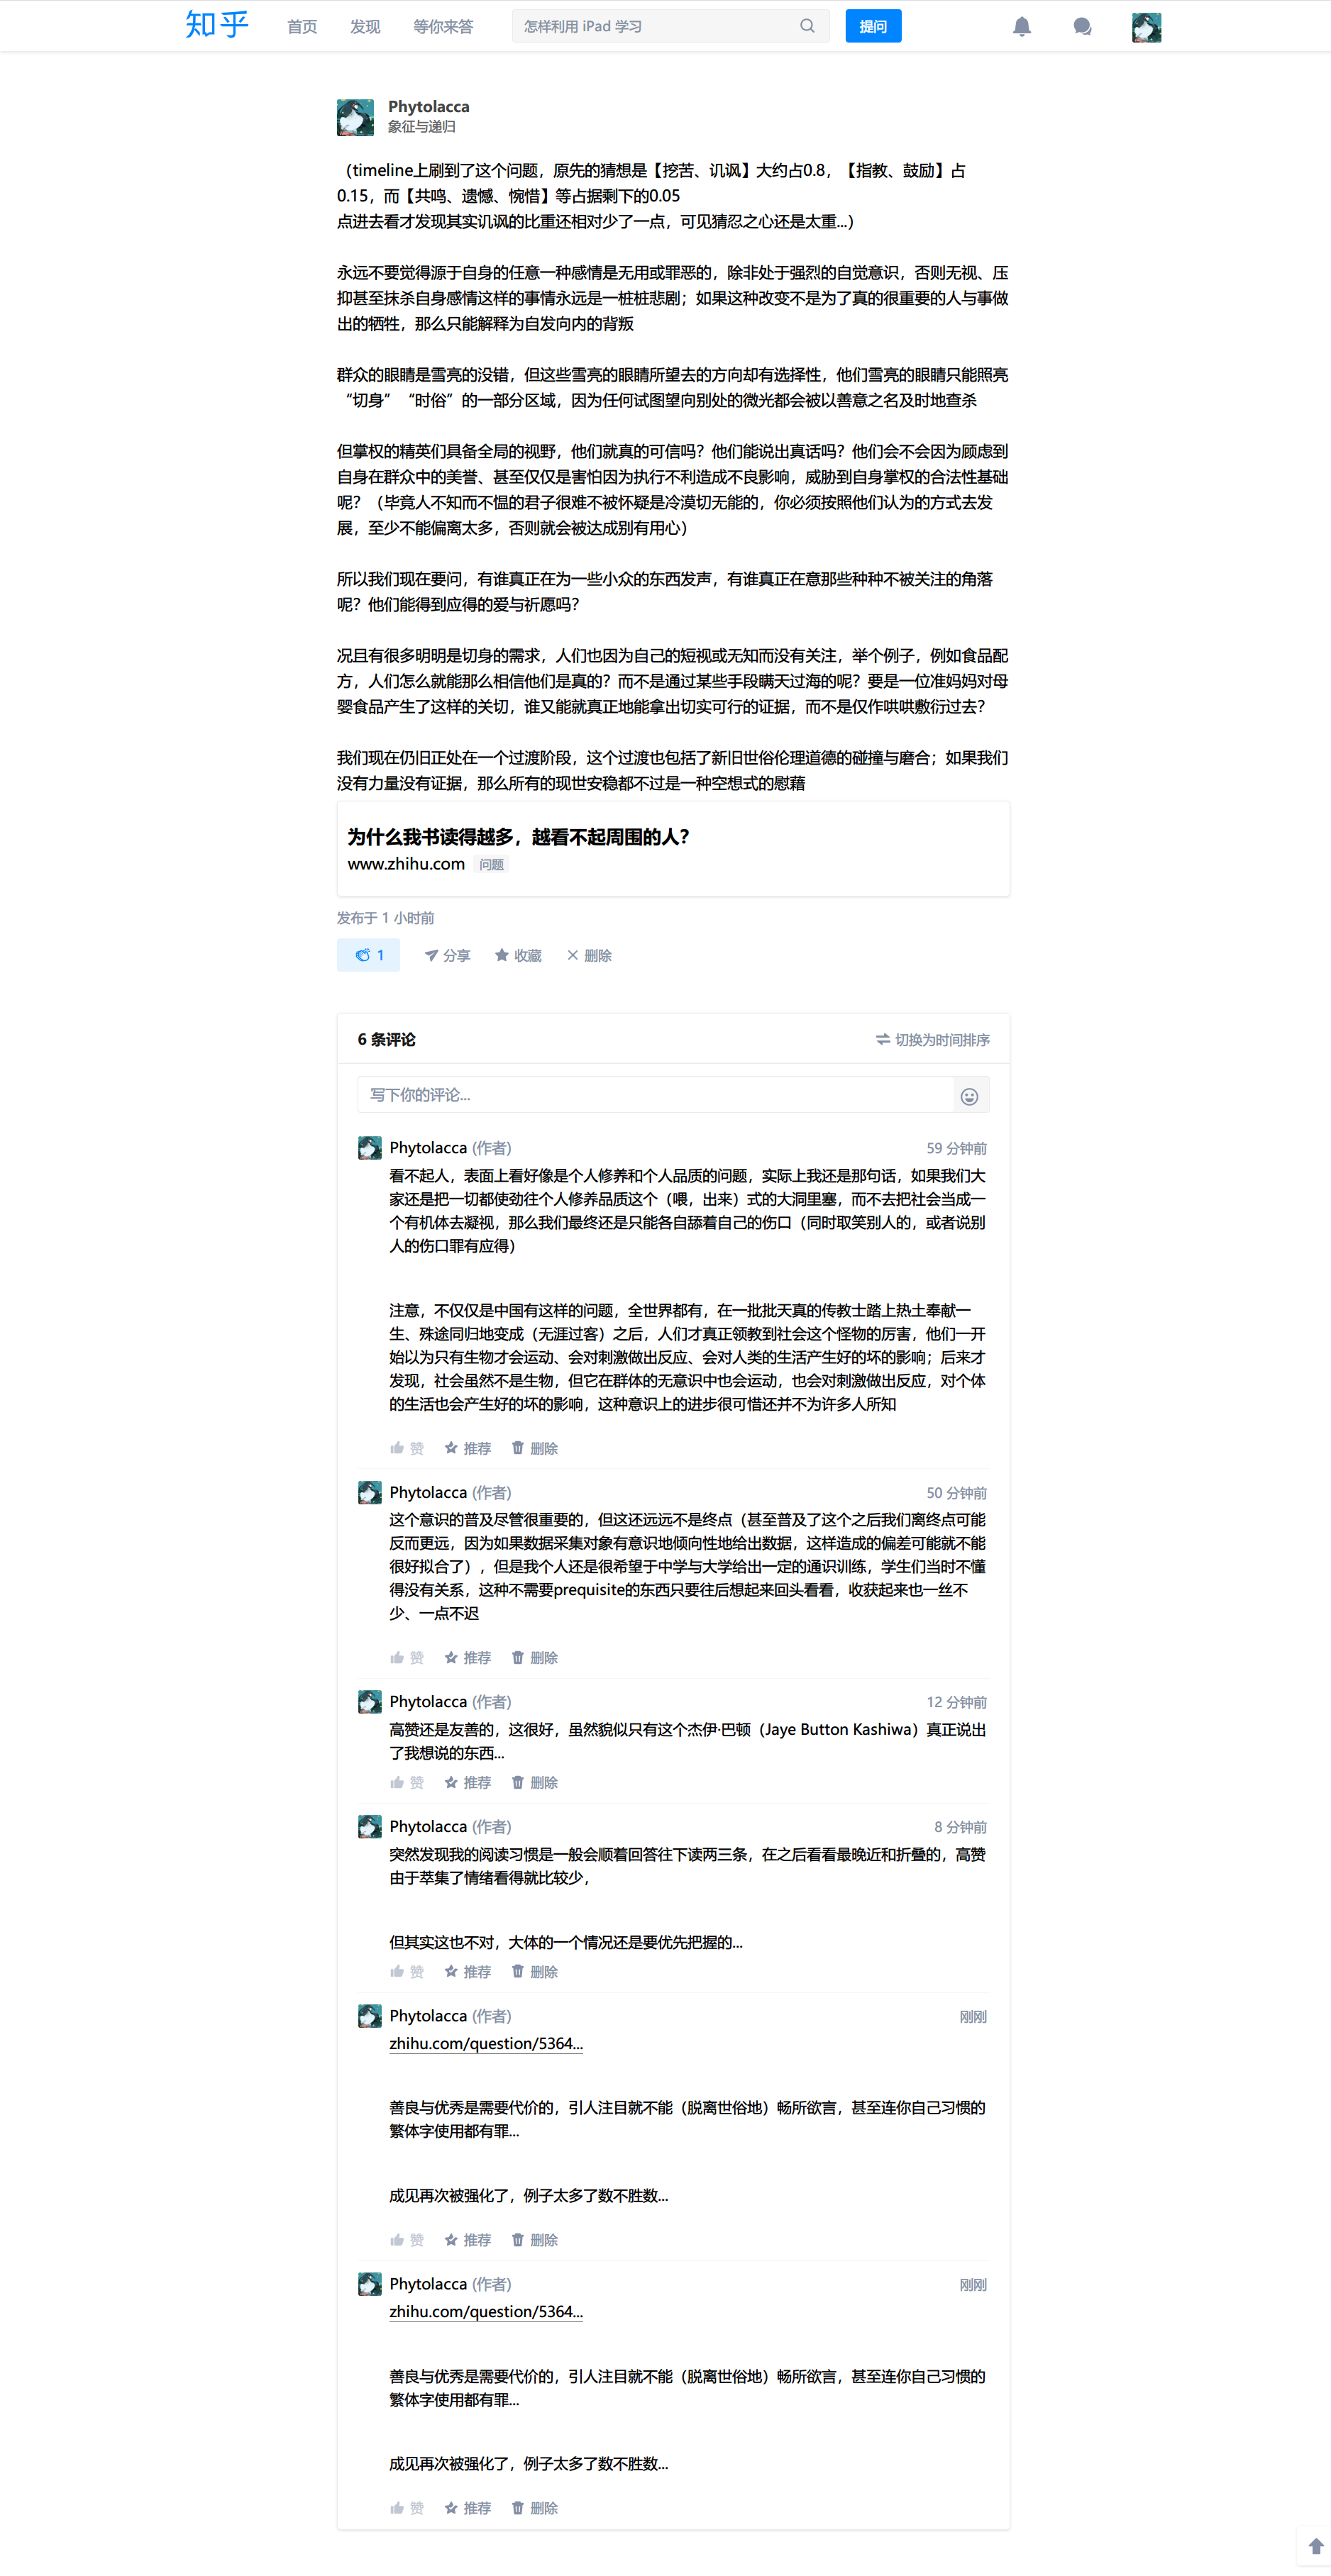 知乎 首页 发现 等你来答 怎样利用 iPad 学习 提问
Phytolacca
象征与递归
（timeline上刷到了这个问题，原先的猜想是【挖苦、讥讽】大约占0.8，【指教、鼓励】占
0.15，而【共鸣、遗憾、惋惜】等占据剩下的0.05
点进去看才发现其实讥讽的比重还相对少了一点，可见猜忍之心还是太重...）
永远不要觉得源于自身的任意一种感情是无用或罪恶的，除非处于强烈的自觉意识，否则无视、压
抑甚至抹杀自身感情这样的事情永远是一桩桩悲剧；如果这种改变不是为了真的很重要的人与事做
出的牺牲，那么只能解释为自发向内的背叛
群众的眼睛是雪亮的没错，但这些雪亮的眼睛所望去的方向却有选择性，他们雪亮的眼睛只能照亮
“切身”“时俗”的一部分区域，因为任何试图望向别处的微光都会被以善意之名及时地查杀
但掌权的精英们具备全局的视野，他们就真的可信吗？他们能说出真话吗？他们会不会因为顾虑到
自身在群众中的美誉、甚至仅仅是害怕因为执行不利造成不良影响，威胁到自身掌权的合法性基础
呢？（毕竟人不知而不愠的君子很难不被怀疑是冷漠切无能的，你必须按照他们认为的方式去发
展，至少不能偏离太多，否则就会被达成别有用心）
所以我们现在要问，有谁真正在为一些小众的东西发声，有谁真正在意那些种种不被关注的角落
呢？他们能得到应得的爱与祈愿吗？
况且有很多明明是切身的需求，人们也因为自己的短视或无知而没有关注，举个例子，例如食品配
方，人们怎么就能那么相信他们是真的？而不是通过某些手段瞒天过海的呢？要是一位准妈妈对母
婴食品产生了这样的关切，谁又能就真正地能拿出切实可行的证据，而不是仅作哄哄敷衍过去？
我们现在仍旧正处在一个过渡阶段，这个过渡也包括了新旧世俗伦理道德的碰撞与磨合；如果我们
没有力量没有证据，那么所有的现世安稳都不过是一种空想式的慰藉
为什么我书读得越多，越看不起周围的人？
www.zhihu.com 问题
发布于 1 小时前
1 分享 收藏 删除
6 条评论 切换为时间排序
写下你的评论...
Phytolacca (作者) 59 分钟前
看不起人，表面上看好像是个人修养和个人品质的问题，实际上我还是那句话，如果我们大
家还是把一切都使劲往个人修养品质这个（喂，出来）式的大洞里塞，而不去把社会当成一
个有机体去凝视，那么我们最终还是只能各自舔着自己的伤口（同时取笑别人的，或者说别
人的伤口罪有应得）
注意，不仅仅是中国有这样的问题，全世界都有，在一批批天真的传教士踏上热土奉献一
生、殊途同归地变成（无涯过客）之后，人们才真正领教到社会这个怪物的厉害，他们一开
始以为只有生物才会运动、会对刺激做出反应、会对人类的生活产生好的坏的影响；后来才
发现，社会虽然不是生物，但它在群体的无意识中也会运动，也会对刺激做出反应，对个体
的生活也会产生好的坏的影响，这种意识上的进步很可惜还并不为许多人所知
赞 推荐 删除
Phytolacca (作者) 50 分钟前
这个意识的普及尽管很重要的，但这还远远不是终点（甚至普及了这个之后我们离终点可能
反而更远，因为如果数据采集对象有意识地倾向性地给出数据，这样造成的偏差可能就不能
很好拟合了），但是我个人还是很希望于中学与大学给出一定的通识训练，学生们当时不懂
得没有关系，这种不需要prequisite的东西只要往后想起来回头看看，收获起来也一丝不
少、一点不迟
赞 推荐 删除
Phytolacca (作者) 12 分钟前
高赞还是友善的，这很好，虽然貌似只有这个杰伊·巴顿（Jaye Button Kashiwa）真正说出
了我想说的东西...
赞 推荐 删除
Phytolacca (作者) 8 分钟前
突然发现我的阅读习惯是一般会顺着回答往下读两三条，在之后看看最晚近和折叠的，高赞
由于萃集了情绪看得就比较少，
但其实这也不对，大体的一个情况还是要优先把握的...
赞 推荐 删除
Phytolacca (作者) 刚刚
zhihu.com/question/5364...
善良与优秀是需要代价的，引人注目就不能（脱离世俗地）畅所欲言，甚至连你自己习惯的
繁体字使用都有罪...
成见再次被强化了，例子太多了数不胜数...
赞 推荐 删除
Phytolacca (作者) 刚刚
zhihu.com/question/5364...
善良与优秀是需要代价的，引人注目就不能（脱离世俗地）畅所欲言，甚至连你自己习惯的
繁体字使用都有罪...
成见再次被强化了，例子太多了数不胜数...
赞 推荐 删除